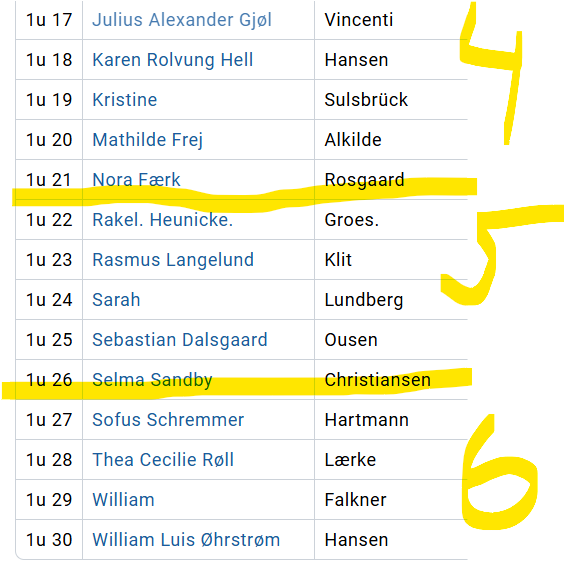 1u 17 Julius Alexander Gjøl Vincenti
4
1u 18 Karen Rolvung Hell Hansen
1u 19 Kristine Sulsbrück
1u 20 Mathilde Frej Alkilde
1u 21 Nora Færk Rosgaard
1u 22 Rakel. Heunicke. Groes.
5
1u 23 Rasmus Langelund Klit
1u 24 Sarah Lundberg
1u 25 Sebastian Dalsgaard Ousen
1u 26 Selma Sandby Christiansen
1u 27 Sofus Schremmer Hartmann
6
1u 28 Thea Cecilie Røll Lærke
1u 29 William Falkner
1u 30 William Luis Øhrstrøm Hansen